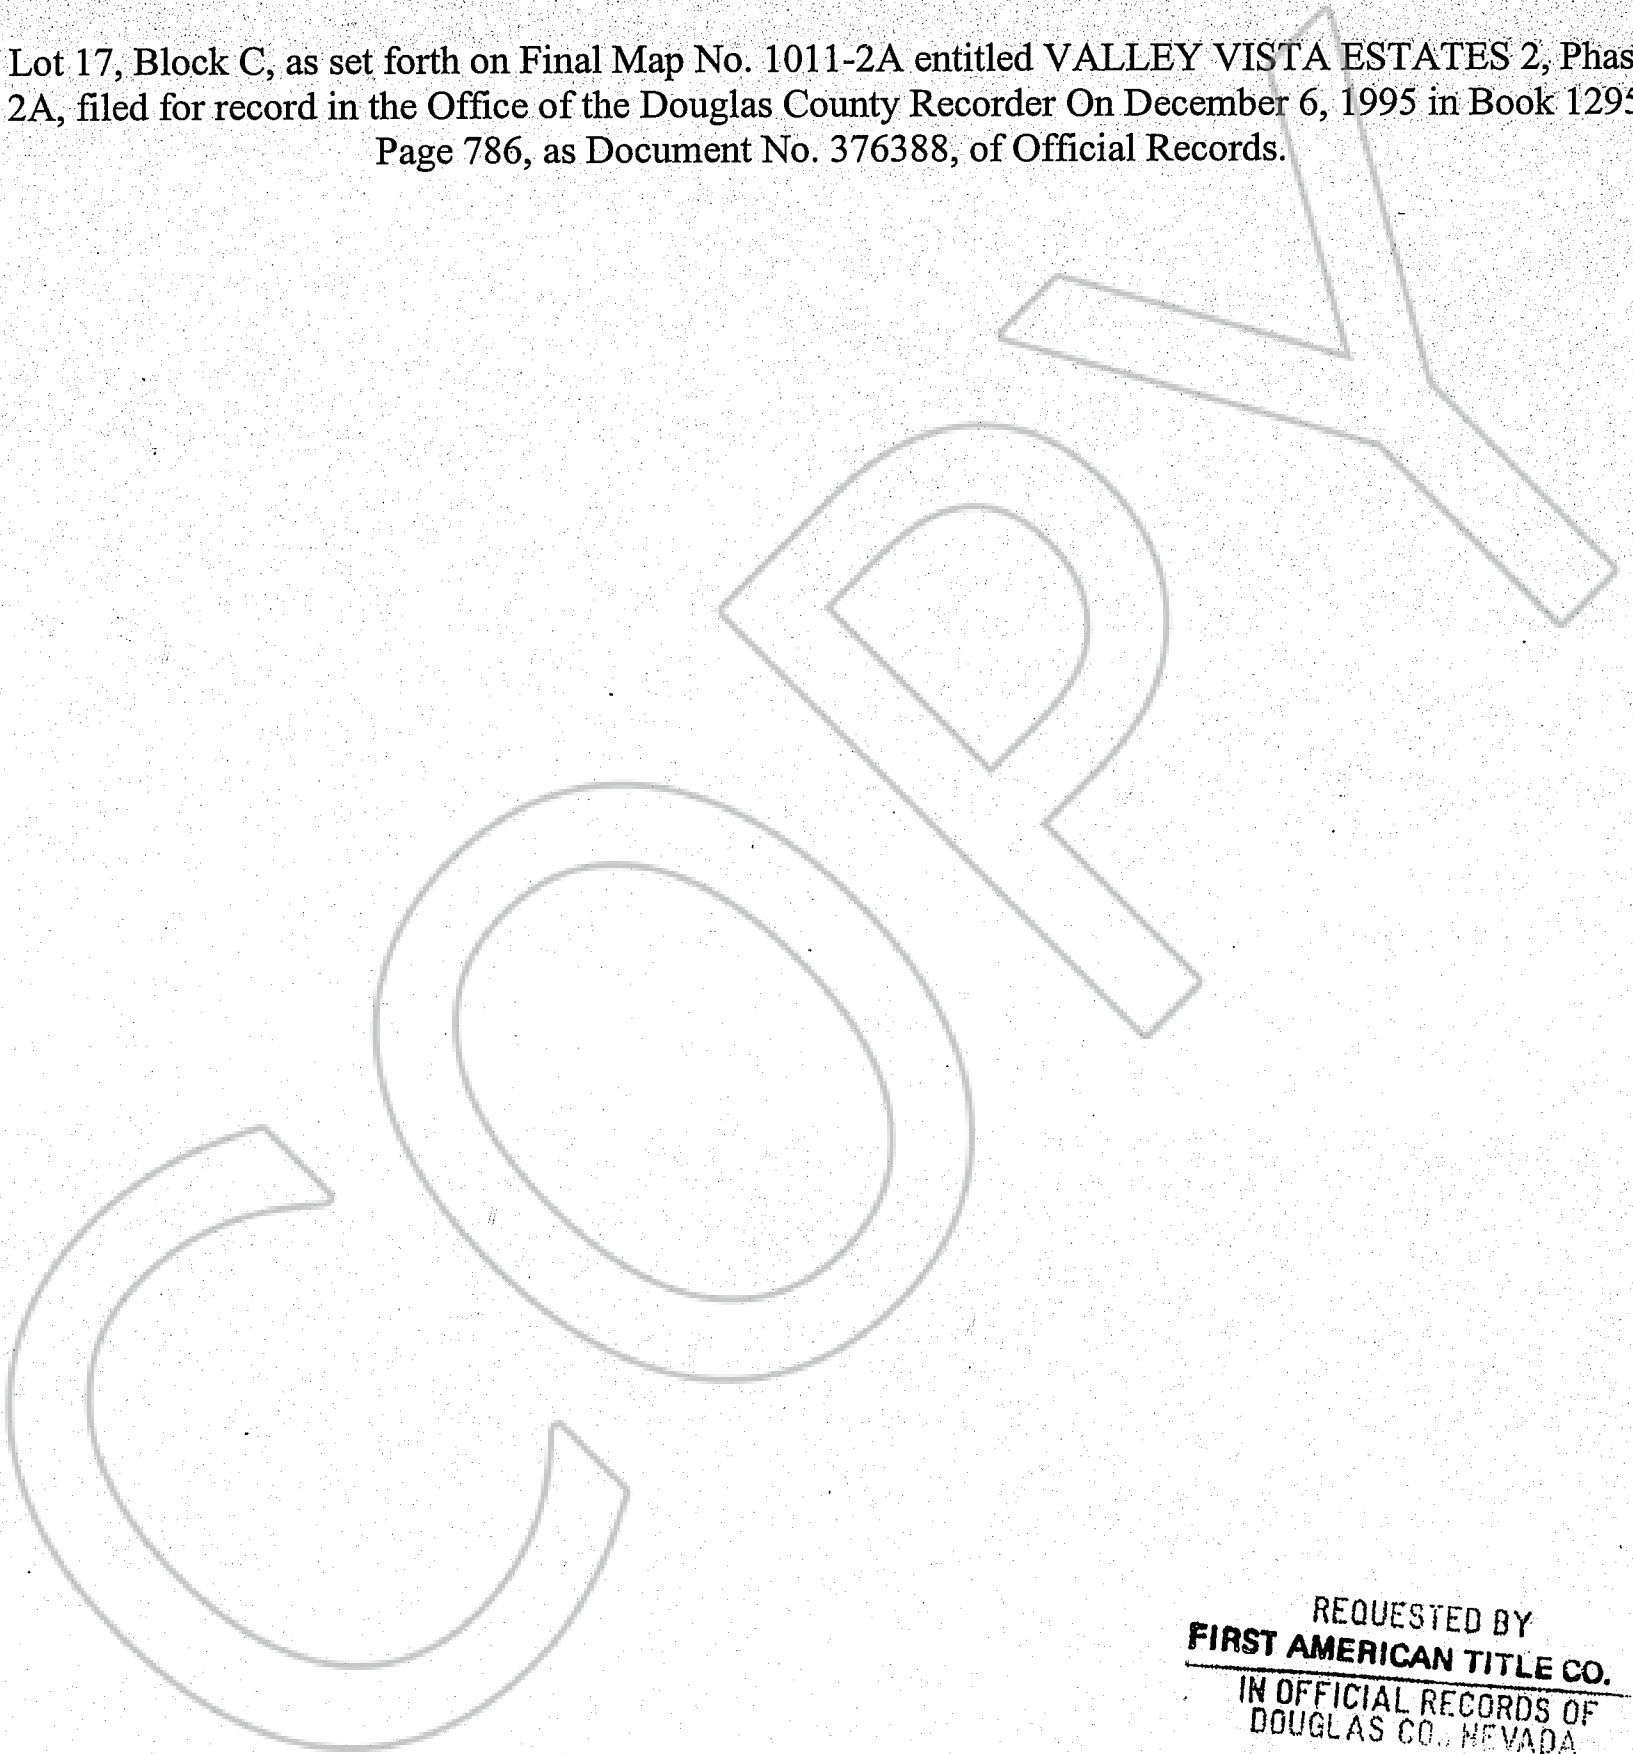 Lot 17, Block C, as set forth on Final Map No. 1011-2A entitled VALLEY VISTA ESTATES 2, Phas
2A, filed for record in the Office of the Douglas County Recorder On December 6, 1995 in Book 1295
Page 786, as Document No. 376388, of Official Records.
COPY
REQUESTED BY
FIRST AMERICAN TITLE CO.
IN OFFICIAL RECORDS OF
DOUGLAS CO., NEVADA